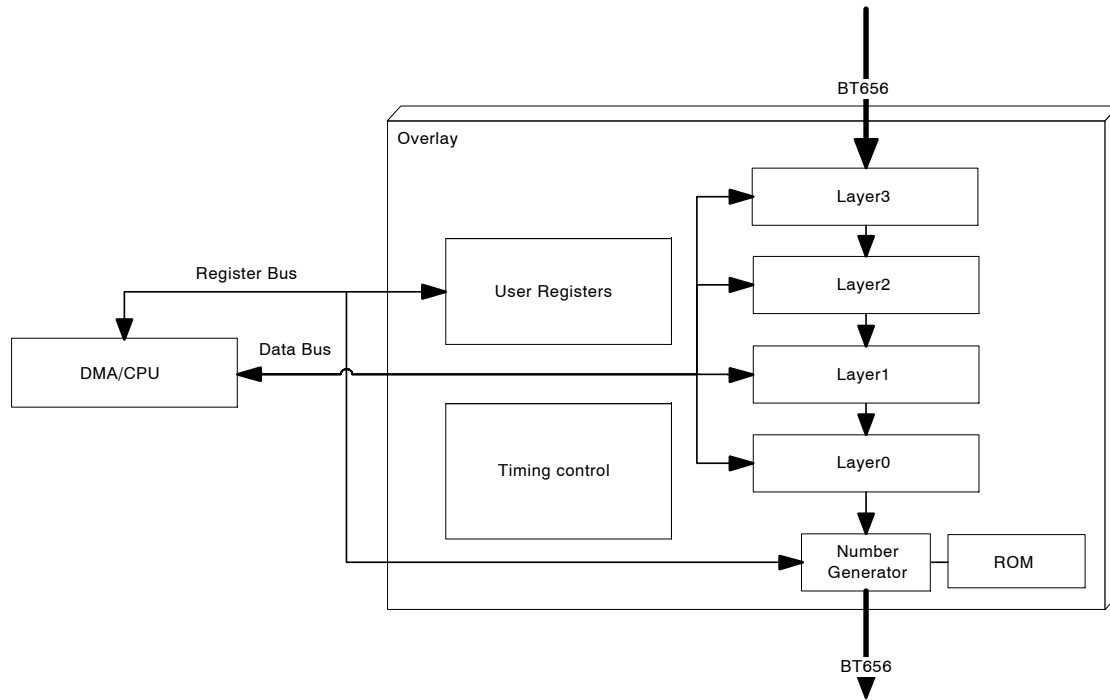 BT656
Overlay
Layer3
Register Bus
User Registers
Layer2
DMA/CPU
Data Bus
Layer1
Timing control
Layer0
Number
Generator
ROM
BT656